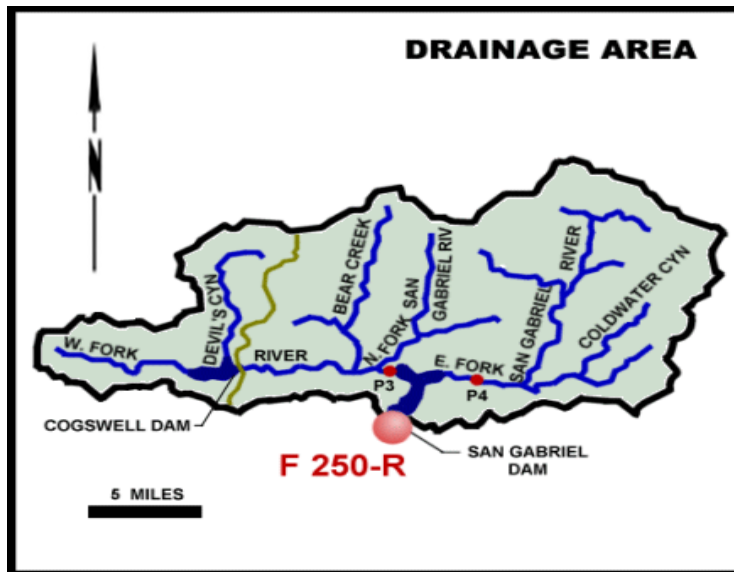 DRAINAGE AREA
N
BEAR CREEK
N. FORK SAN
GABRIEL RIV
SAN GABRIEL RIVER
COLDWATER CYN
DEVIL'S CYN
W. FORK
RIVER
E. FORK
P3
P4
COGSWELL DAM
SAN GABRIEL
DAM
F 250-R
5 MILES